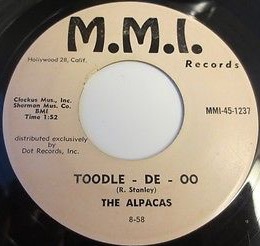 M.M.I.
Hollywood 28, Calif.
Records
Clockus Mus., Inc.
Sherman Mus. Co.
BMI
Time 1:52
MMI-45-1237
distributed exclusively
by
Dot Records, Inc.
TOODLE - DE - OO
(R. Stanley)
THE ALPACAS
8-58